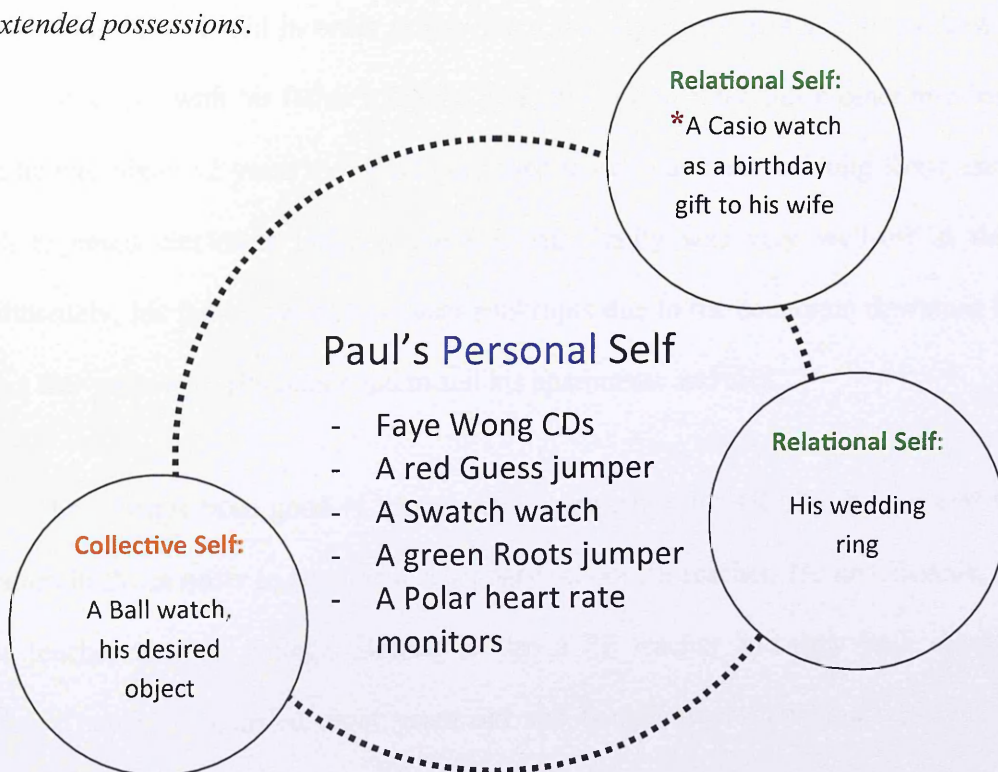 xtended possessions.
Relational Self:
*A Casio watch
as a birthday
gift to his wife
Paul's Personal Self
- Faye Wong CDs
- A red Guess jumper
- A Swatch watch
- A green Roots jumper
- A Polar heart rate
monitors
Relational Self:
His wedding
ring
Collective Self:
A Ball watch,
his desired
object